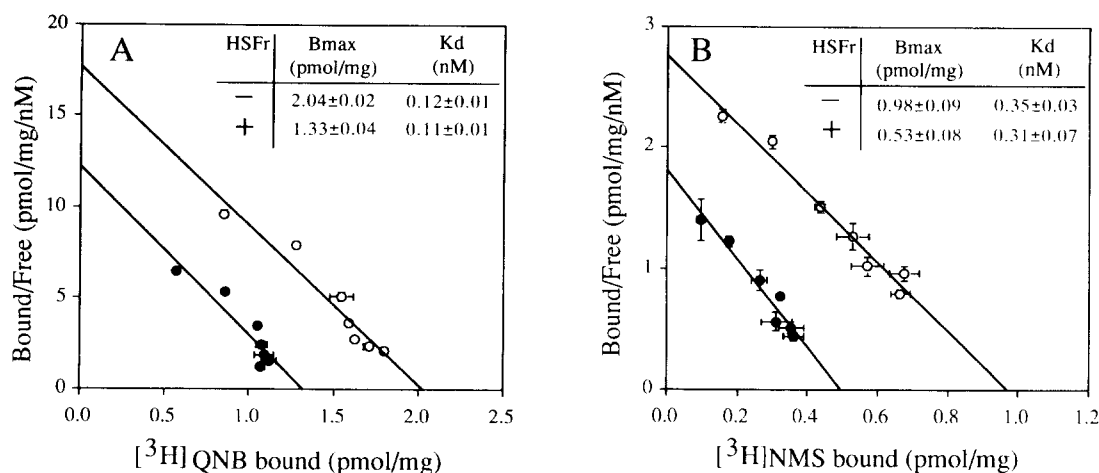 A
HSFr Bmax Kd
(pmol/mg) (nM)
− 2.04±0.02 0.12±0.01
+ 1.33±0.04 0.11±0.01
20
15
10
5
0
0.0 0.5 1.0 1.5 2.0 2.5
Bound/Free (pmol/mg/nM)
[³H] QNB bound (pmol/mg)
B
HSFr Bmax Kd
(pmol/mg) (nM)
− 0.98±0.09 0.35±0.03
+ 0.53±0.08 0.31±0.07
3
2
1
0
0.0 0.2 0.4 0.6 0.8 1.0 1.2
Bound/Free (pmol/mg/nM)
[³H]NMS bound (pmol/mg)